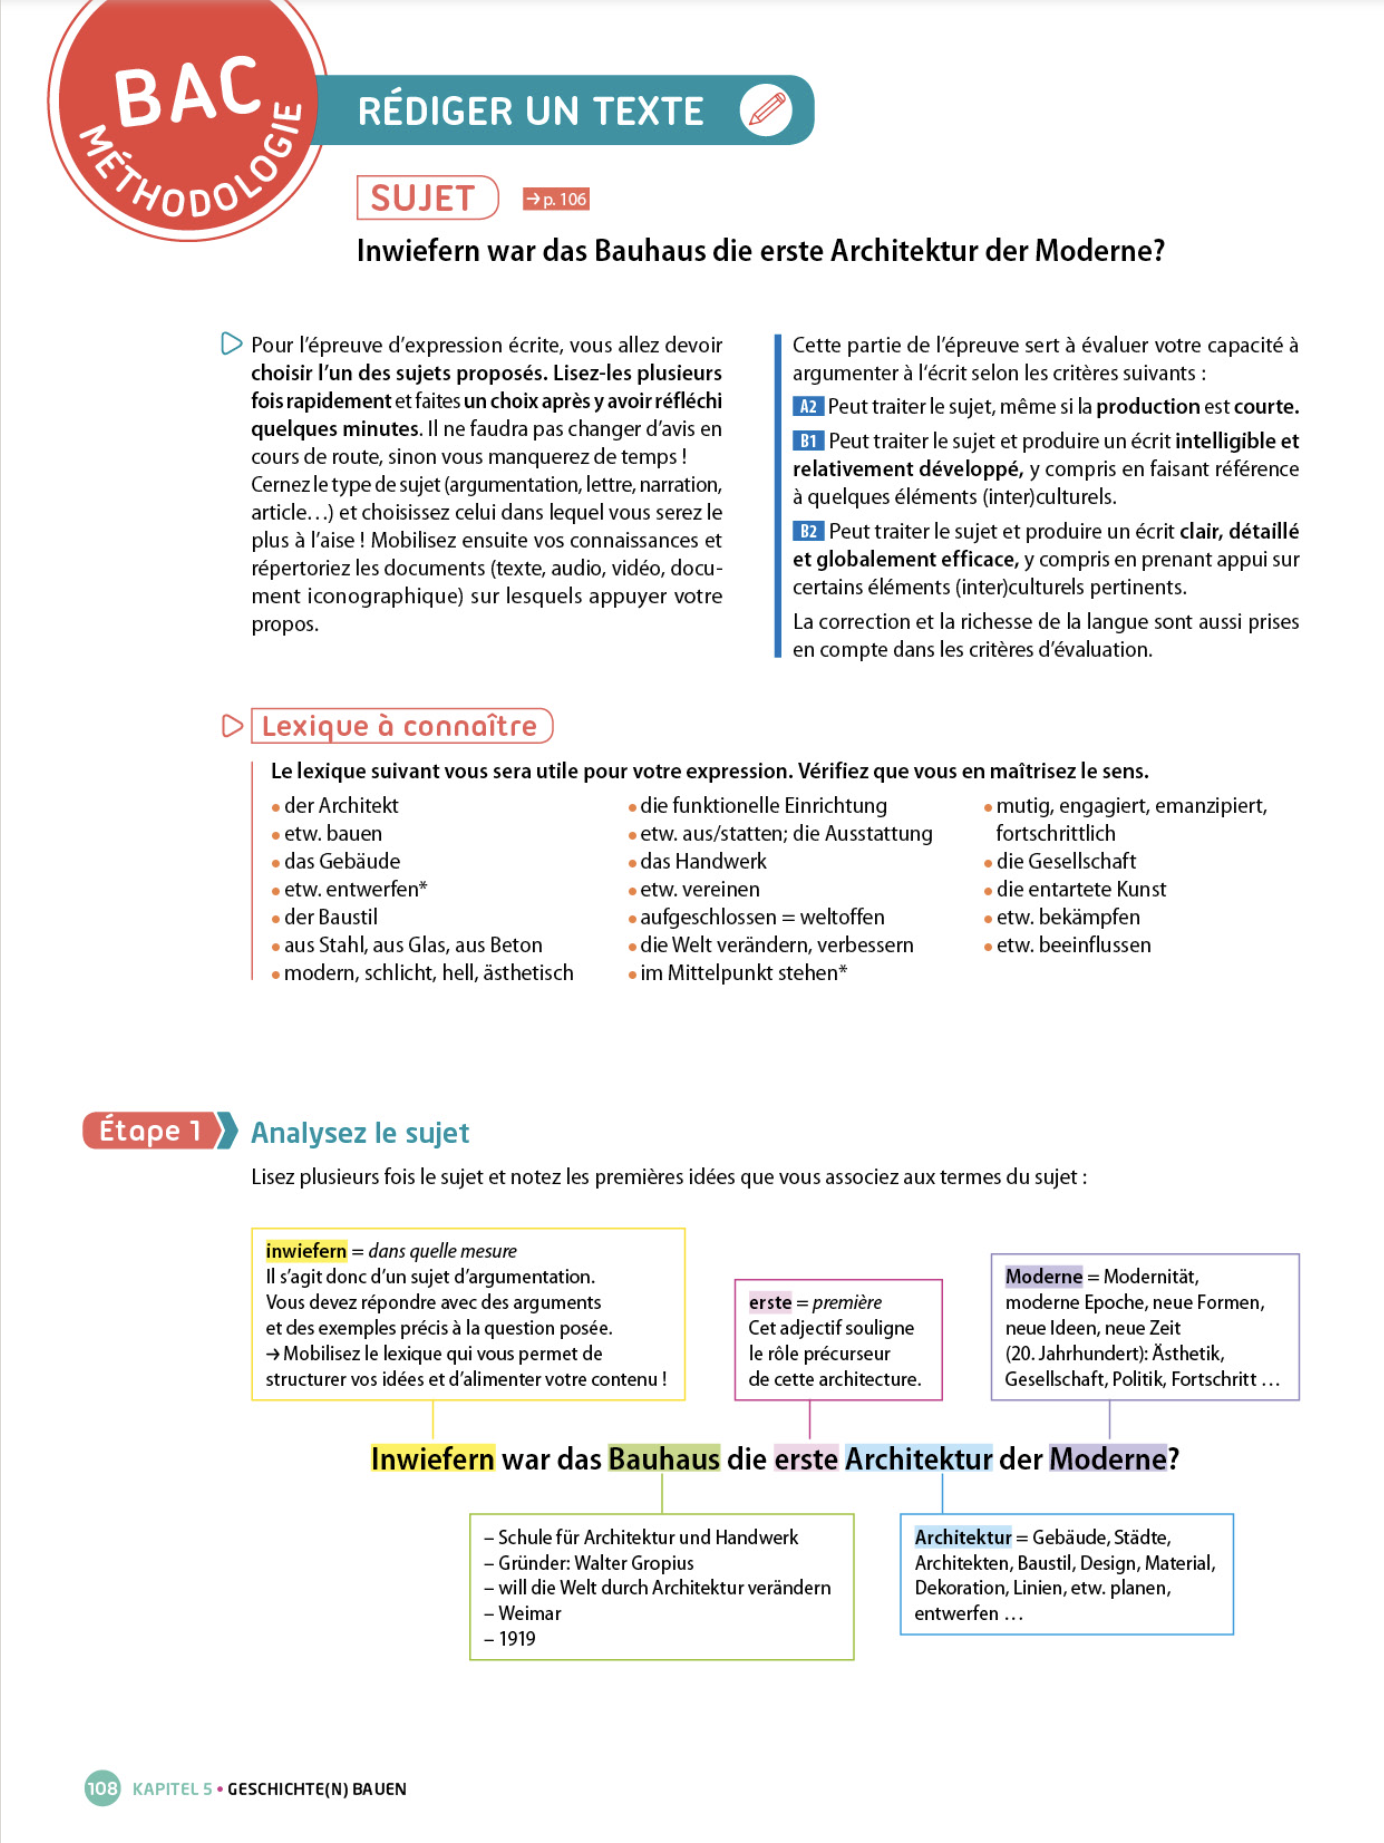 BAC
MÉTHODOLOGIE
RÉDIGER UN TEXTE
SUJET
→ p. 106
Inwiefern war das Bauhaus die erste Architektur der Moderne?
Pour l’épreuve d’expression écrite, vous allez devoir
choisir l’un des sujets proposés. Lisez-les plusieurs
fois rapidement et faites un choix après y avoir réfléchi
quelques minutes. Il ne faudra pas changer d’avis en
cours de route, sinon vous manquerez de temps !
Cernez le type de sujet (argumentation, lettre, narration,
article…) et choisissez celui dans lequel vous serez le
plus à l’aise ! Mobilisez ensuite vos connaissances et
répertoriez les documents (texte, audio, vidéo, docu-
ment iconographique) sur lesquels appuyer votre
propos.
Cette partie de l’épreuve sert à évaluer votre capacité à
argumenter à l‘écrit selon les critères suivants :
A2 Peut traiter le sujet, même si la production est courte.
B1 Peut traiter le sujet et produire un écrit intelligible et
relativement développé, y compris en faisant référence
à quelques éléments (inter)culturels.
B2 Peut traiter le sujet et produire un écrit clair, détaillé
et globalement efficace, y compris en prenant appui sur
certains éléments (inter)culturels pertinents.
La correction et la richesse de la langue sont aussi prises
en compte dans les critères d’évaluation.
Lexique à connaître
Le lexique suivant vous sera utile pour votre expression. Vérifiez que vous en maîtrisez le sens.
• der Architekt
• etw. bauen
• das Gebäude
• etw. entwerfen*
• der Baustil
• aus Stahl, aus Glas, aus Beton
• modern, schlicht, hell, ästhetisch
• die funktionelle Einrichtung
• etw. aus/statten; die Ausstattung
• das Handwerk
• etw. vereinen
• aufgeschlossen = weltoffen
• die Welt verändern, verbessern
• im Mittelpunkt stehen*
• mutig, engagiert, emanzipiert,
fortschrittlich
• die Gesellschaft
• die entartete Kunst
• etw. bekämpfen
• etw. beeinflussen
Étape 1
Analysez le sujet
Lisez plusieurs fois le sujet et notez les premières idées que vous associez aux termes du sujet :
inwiefern = dans quelle mesure
Il s’agit donc d’un sujet d’argumentation.
Vous devez répondre avec des arguments
et des exemples précis à la question posée.
→ Mobilisez le lexique qui vous permet de
structurer vos idées et d’alimenter votre contenu !
erste = première
Cet adjectif souligne
le rôle précurseur
de cette architecture.
Moderne = Modernität,
moderne Epoche, neue Formen,
neue Ideen, neue Zeit
(20. Jahrhundert): Ästhetik,
Gesellschaft, Politik, Fortschritt …
Inwiefern war das Bauhaus die erste Architektur der Moderne?
– Schule für Architektur und Handwerk
– Gründer: Walter Gropius
– will die Welt durch Architektur verändern
– Weimar
– 1919
Architektur = Gebäude, Städte,
Architekten, Baustil, Design, Material,
Dekoration, Linien, etw. planen,
entwerfen …
108 KAPITEL 5 • GESCHICHTE(N) BAUEN